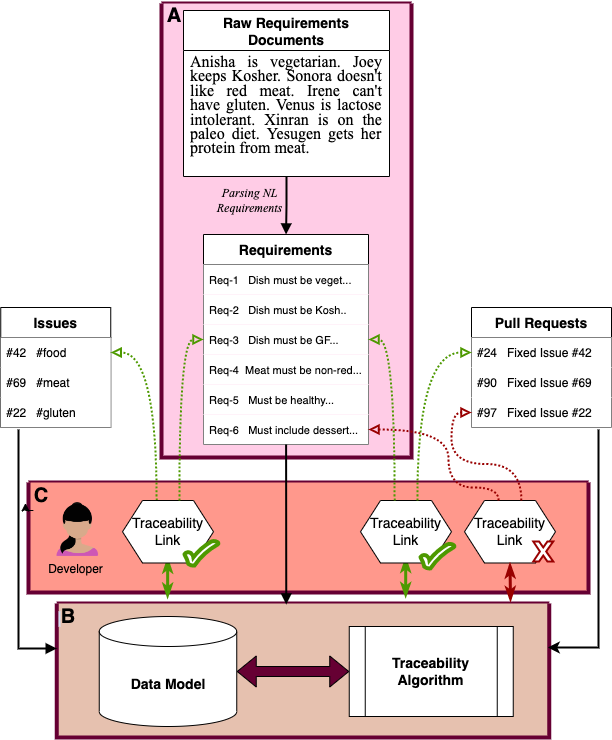 A
Raw Requirements
Documents
Anisha is vegetarian. Joey
keeps Kosher. Sonora doesn't
like red meat. Irene can't
have gluten. Venus is lactose
intolerant. Xinran is on the
paleo diet. Yesugen gets her
protein from meat.
Parsing NL
Requirements
Requirements
Req-1 Dish must be veget...
Req-2 Dish must be Kosh..
Req-3 Dish must be GF...
Req-4 Meat must be non-red...
Req-5 Must be healthy...
Req-6 Must include dessert...
Issues
#42 #food
#69 #meat
#22 #gluten
Pull Requests
#24 Fixed Issue #42
#90 Fixed Issue #69
#97 Fixed Issue #22
C
Developer
Traceability
Link
Traceability
Link
Traceability
Link
B
Data Model
Traceability
Algorithm